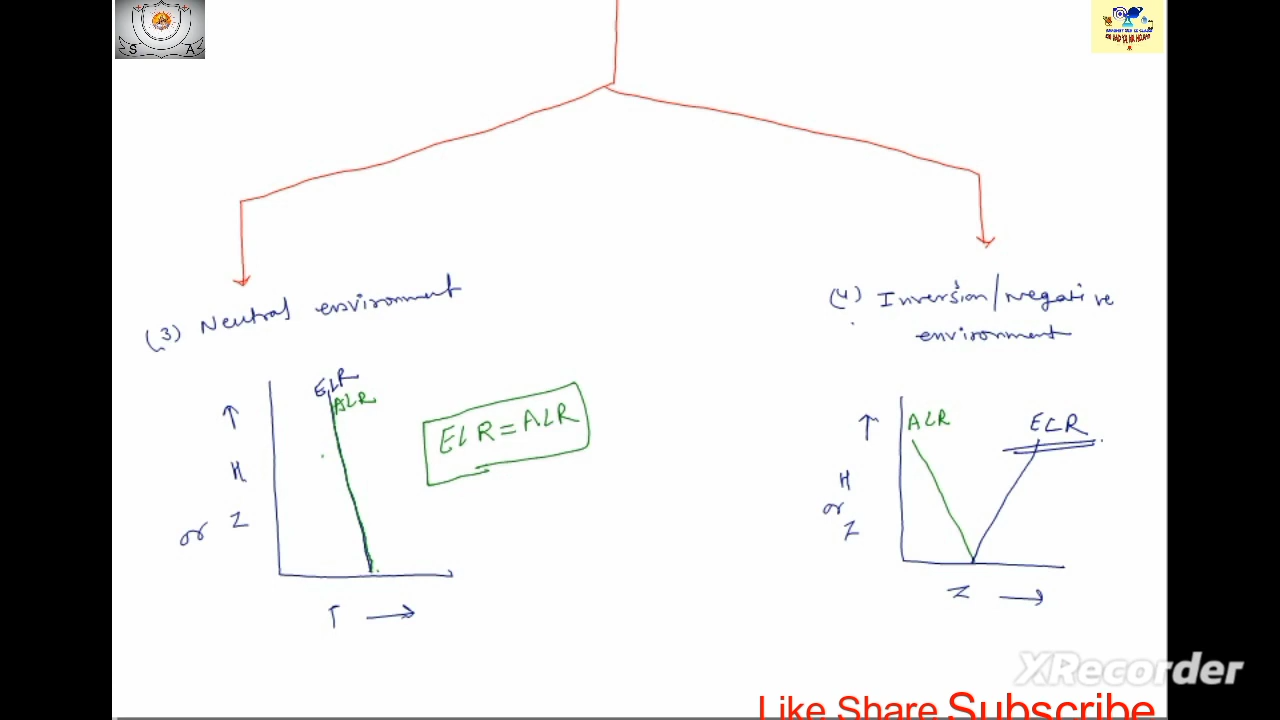 S A
(3) Neutral environment
(4) Inversion/negative
environment
ELR
ALR
ELR = ALR
↑
H
or Z
T →
↑
H
or
Z
ALR
ELR
Z →
XRecorder
Like Share Subscribe